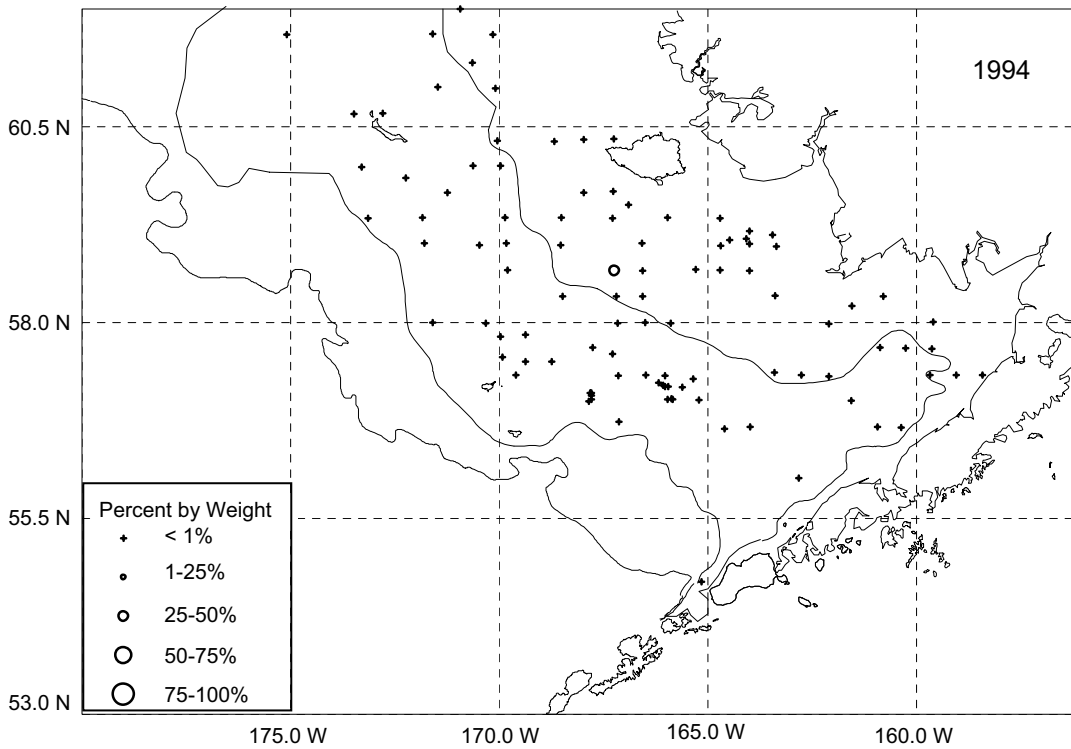 1994
60.5 N
58.0 N
55.5 N
53.0 N
Percent by Weight
< 1%
1-25%
25-50%
50-75%
75-100%
175.0 W
170.0 W
165.0 W
160.0 W